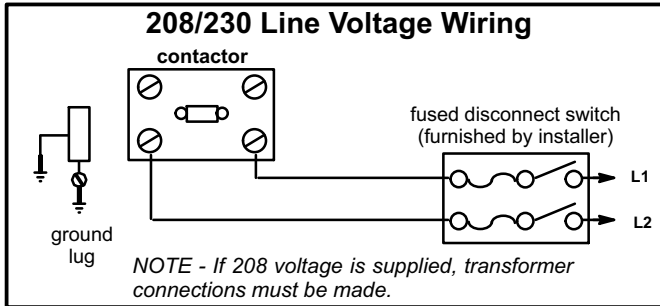 208/230 Line Voltage Wiring
contactor
fused disconnect switch
(furnished by installer)
L1
L2
ground
lug
NOTE - If 208 voltage is supplied, transformer
connections must be made.